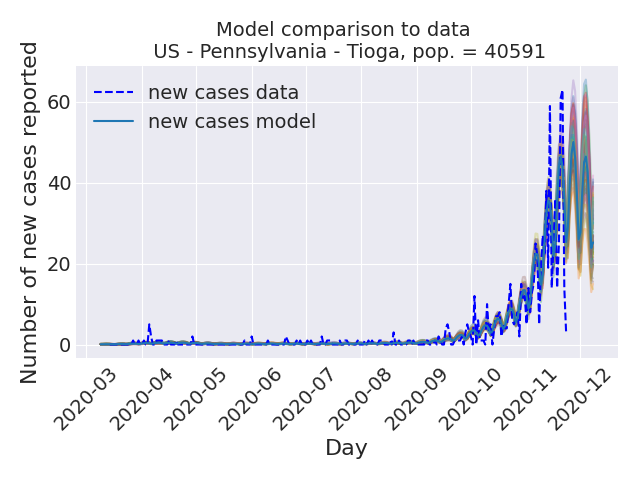 Model comparison to data
US - Pennsylvania - Tioga, pop. = 40591
Number of new cases reported
60
40
20
0
new cases data
new cases model
2020-03
2020-04
2020-05
2020-06
2020-07
2020-08
2020-09
2020-10
2020-11
2020-12
Day